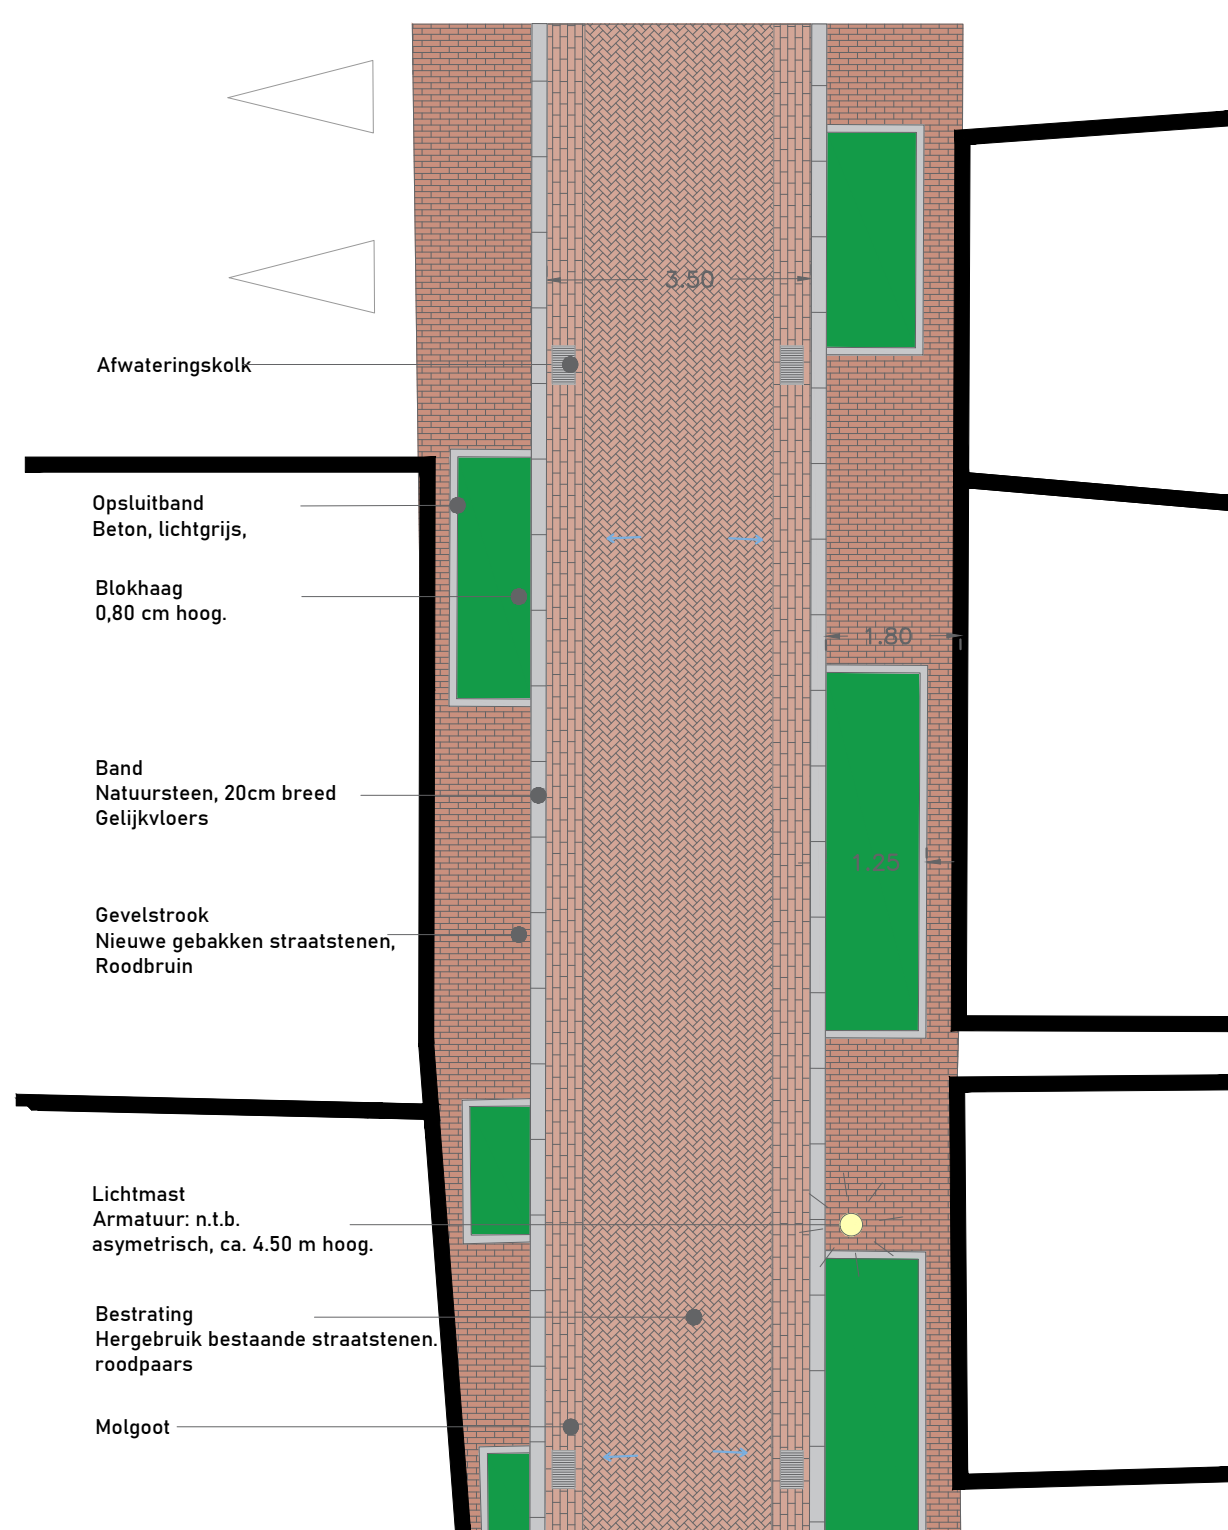 3.50
Afwateringskolk
Opsluitband
Beton, lichtgrijs,
Blokhaag
0,80 cm hoog.
1.80
Band
Natuursteen, 20cm breed
Gelijkvloers
1.25
Gevelstrook
Nieuwe gebakken straatstenen,
Roodbruin
Lichtmast
Armatuur: n.t.b.
asymetrisch, ca. 4.50 m hoog.
Bestrating
Hergebruik bestaande straatstenen.
roodpaars
Molgoot